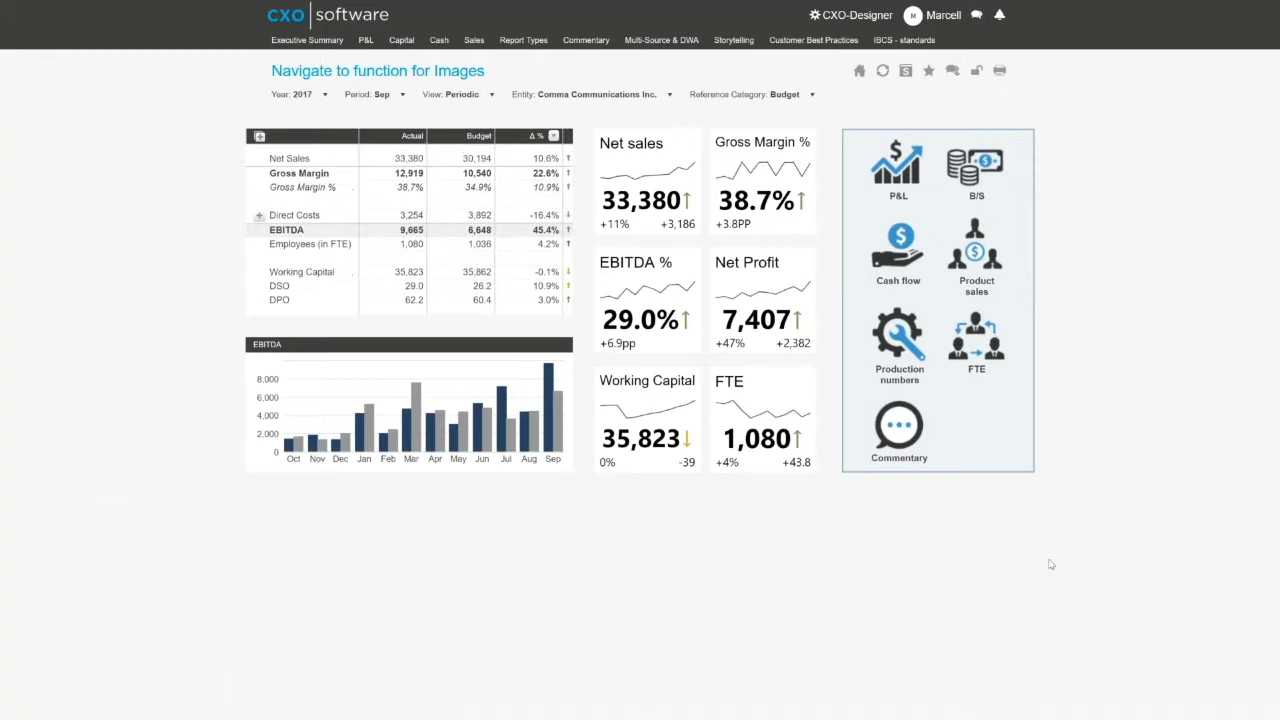 CXO software
CXO-Designer M Marcell
Executive Summary P&L Capital Cash Sales Report Types Commentary Multi-Source & DWA Storytelling Customer Best Practices IBCS - standards
Navigate to function for Images
Year: 2017 Period: Sep View: Periodic Entity: Comma Communications Inc. Reference Category: Budget
Actual Budget Δ %
Net Sales 33,380 30,194 10.6%
Gross Margin 12,919 10,540 22.6%
Gross Margin % 38.7% 34.9% 10.9%
Direct Costs 3,254 3,892 -16.4%
EBITDA 9,665 6,648 45.4%
Employees (in FTE) 1,080 1,036 4.2%
Working Capital 35,823 35,862 -0.1%
DSO 29.0 26.2 10.9%
DPO 62.2 60.4 3.0%
EBITDA
8,000
6,000
4,000
2,000
0
Oct Nov Dec Jan Feb Mar Apr May Jun Jul Aug Sep
Net sales
33,380↑
+11% +3,186
Gross Margin %
38.7%↑
+3.8PP
EBITDA %
29.0%↑
+6.9pp
Net Profit
7,407↑
+47% +2,382
Working Capital
35,823↓
0% -39
FTE
1,080↑
+4% +43.8
P&L
B/S
Cash flow
Product
sales
Production
numbers
FTE
Commentary